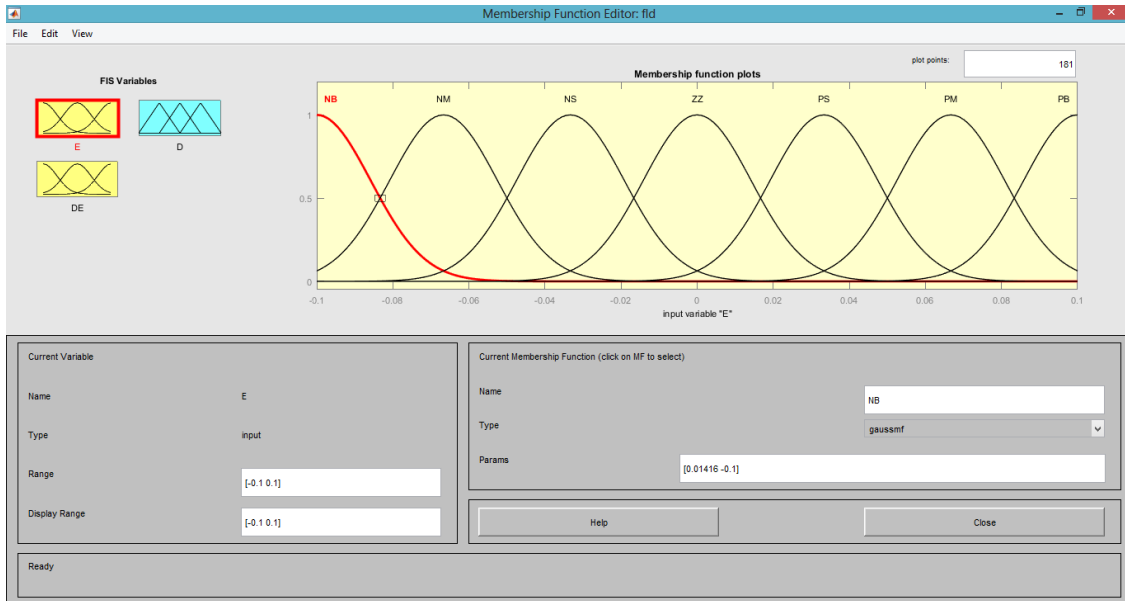 Membership Function Editor: fld
File Edit View
FIS Variables
E
D
DE
plot points:
181
Membership function plots
NB NM NS ZZ PS PM PB
1
0.5
0
-0.1 -0.08 -0.06 -0.04 -0.02 0 0.02 0.04 0.06 0.08 0.1
input variable "E"
Current Variable
Name E
Type input
Range [-0.1 0.1]
Display Range [-0.1 0.1]
Current Membership Function (click on MF to select)
Name NB
Type gaussmf
Params [0.01416 -0.1]
Help Close
Ready